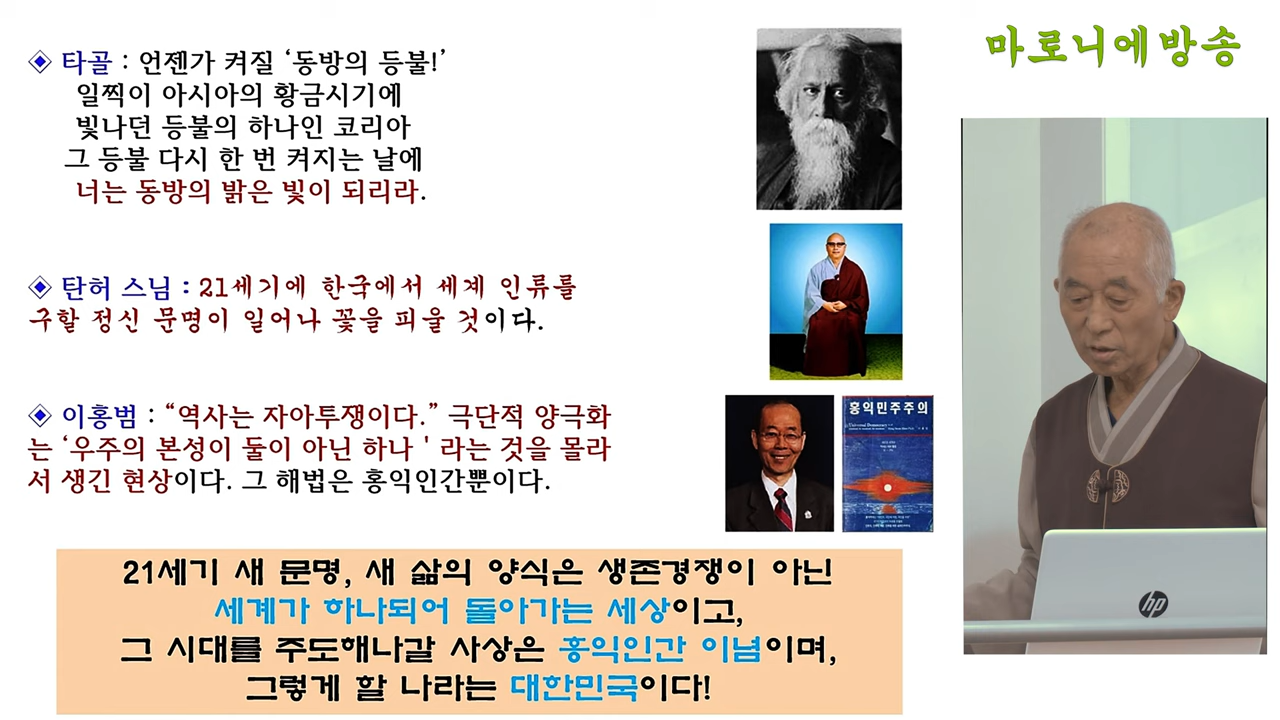 마로니에방송
◈ 타골 : 언젠가 켜질 ‘동방의 등불!’
일찍이 아시아의 황금시기에
빛나던 등불의 하나인 코리아
그 등불 다시 한 번 켜지는 날에
너는 동방의 밝은 빛이 되리라.
◈ 탄허 스님 : 21세기에 한국에서 세계 인류를
구할 정신 문명이 일어나 꽃을 피울 것이다.
◈ 이홍범 : “역사는 자아투쟁이다.” 극단적 양극화
는 ‘우주의 본성이 둘이 아닌 하나 ' 라는 것을 몰라
서 생긴 현상이다. 그 해법은 홍익인간뿐이다.
홍익민주주의
21세기 새 문명, 새 삶의 양식은 생존경쟁이 아닌
세계가 하나되어 돌아가는 세상이고,
그 시대를 주도해나갈 사상은 홍익인간 이념이며,
그렇게 할 나라는 대한민국이다!
hp